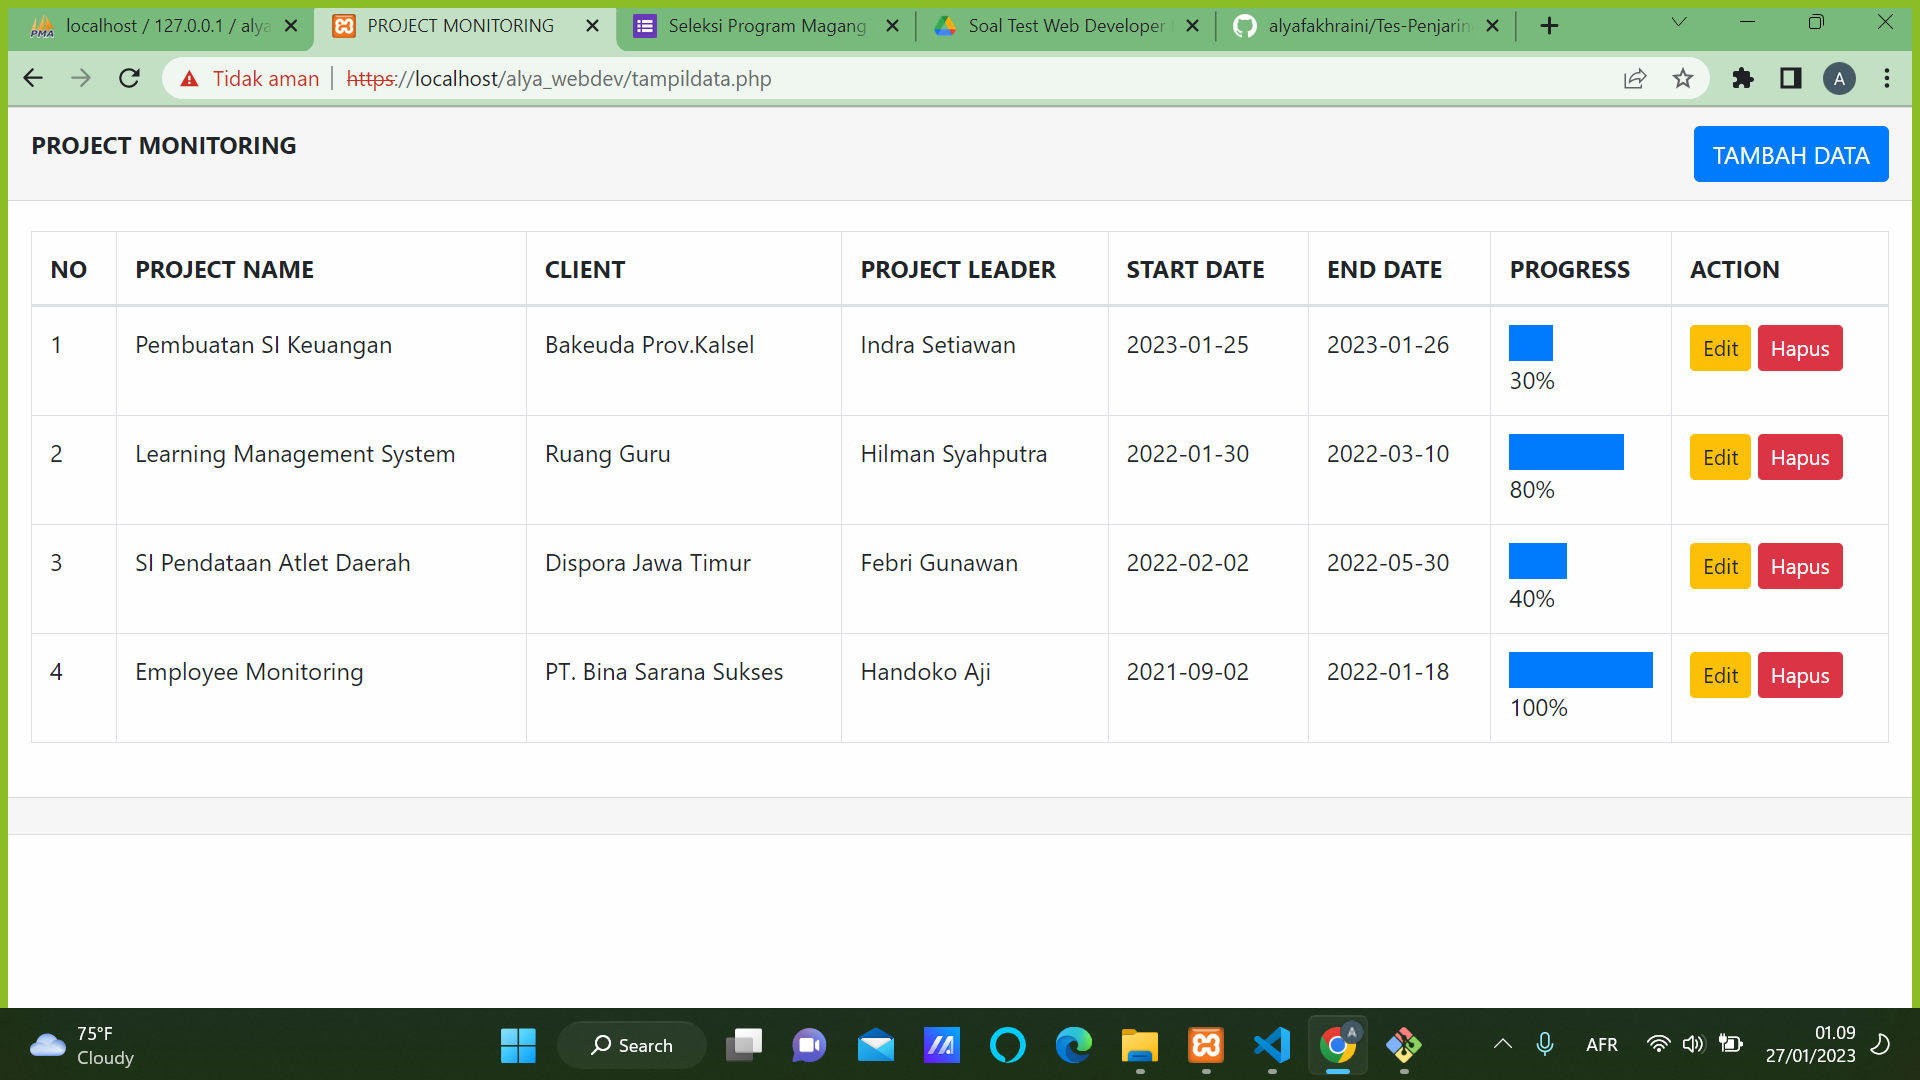 localhost / 127.0.0.1 / alya
PROJECT MONITORING
Seleksi Program Magang
Soal Test Web Developer
alyafakhraini/Tes-Penjarin
Tidak aman
https://localhost/alya_webdev/tampildata.php
A
PROJECT MONITORING
TAMBAH DATA
NO PROJECT NAME CLIENT PROJECT LEADER START DATE END DATE PROGRESS ACTION
1 Pembuatan SI Keuangan Bakeuda Prov.Kalsel Indra Setiawan 2023-01-25 2023-01-26 30% Edit Hapus
2 Learning Management System Ruang Guru Hilman Syahputra 2022-01-30 2022-03-10 80% Edit Hapus
3 SI Pendataan Atlet Daerah Dispora Jawa Timur Febri Gunawan 2022-02-02 2022-05-30 40% Edit Hapus
4 Employee Monitoring PT. Bina Sarana Sukses Handoko Aji 2021-09-02 2022-01-18 100% Edit Hapus
75°F
Cloudy
Search
A
AFR
01.09
27/01/2023